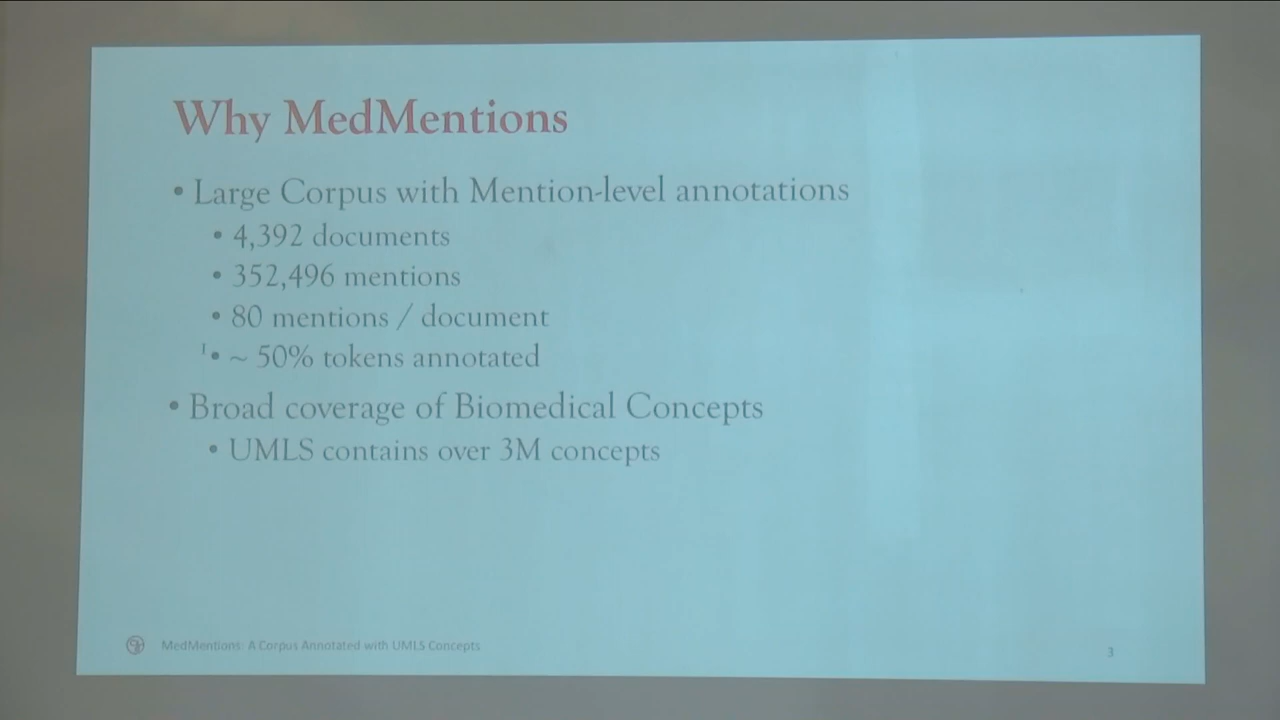 Why MedMentions
• Large Corpus with Mention-level annotations
• 4,392 documents
• 352,496 mentions
• 80 mentions / document
• ~ 50% tokens annotated
• Broad coverage of Biomedical Concepts
• UMLS contains over 3M concepts
MedMentions: A Corpus Annotated with UMLS Concepts
3